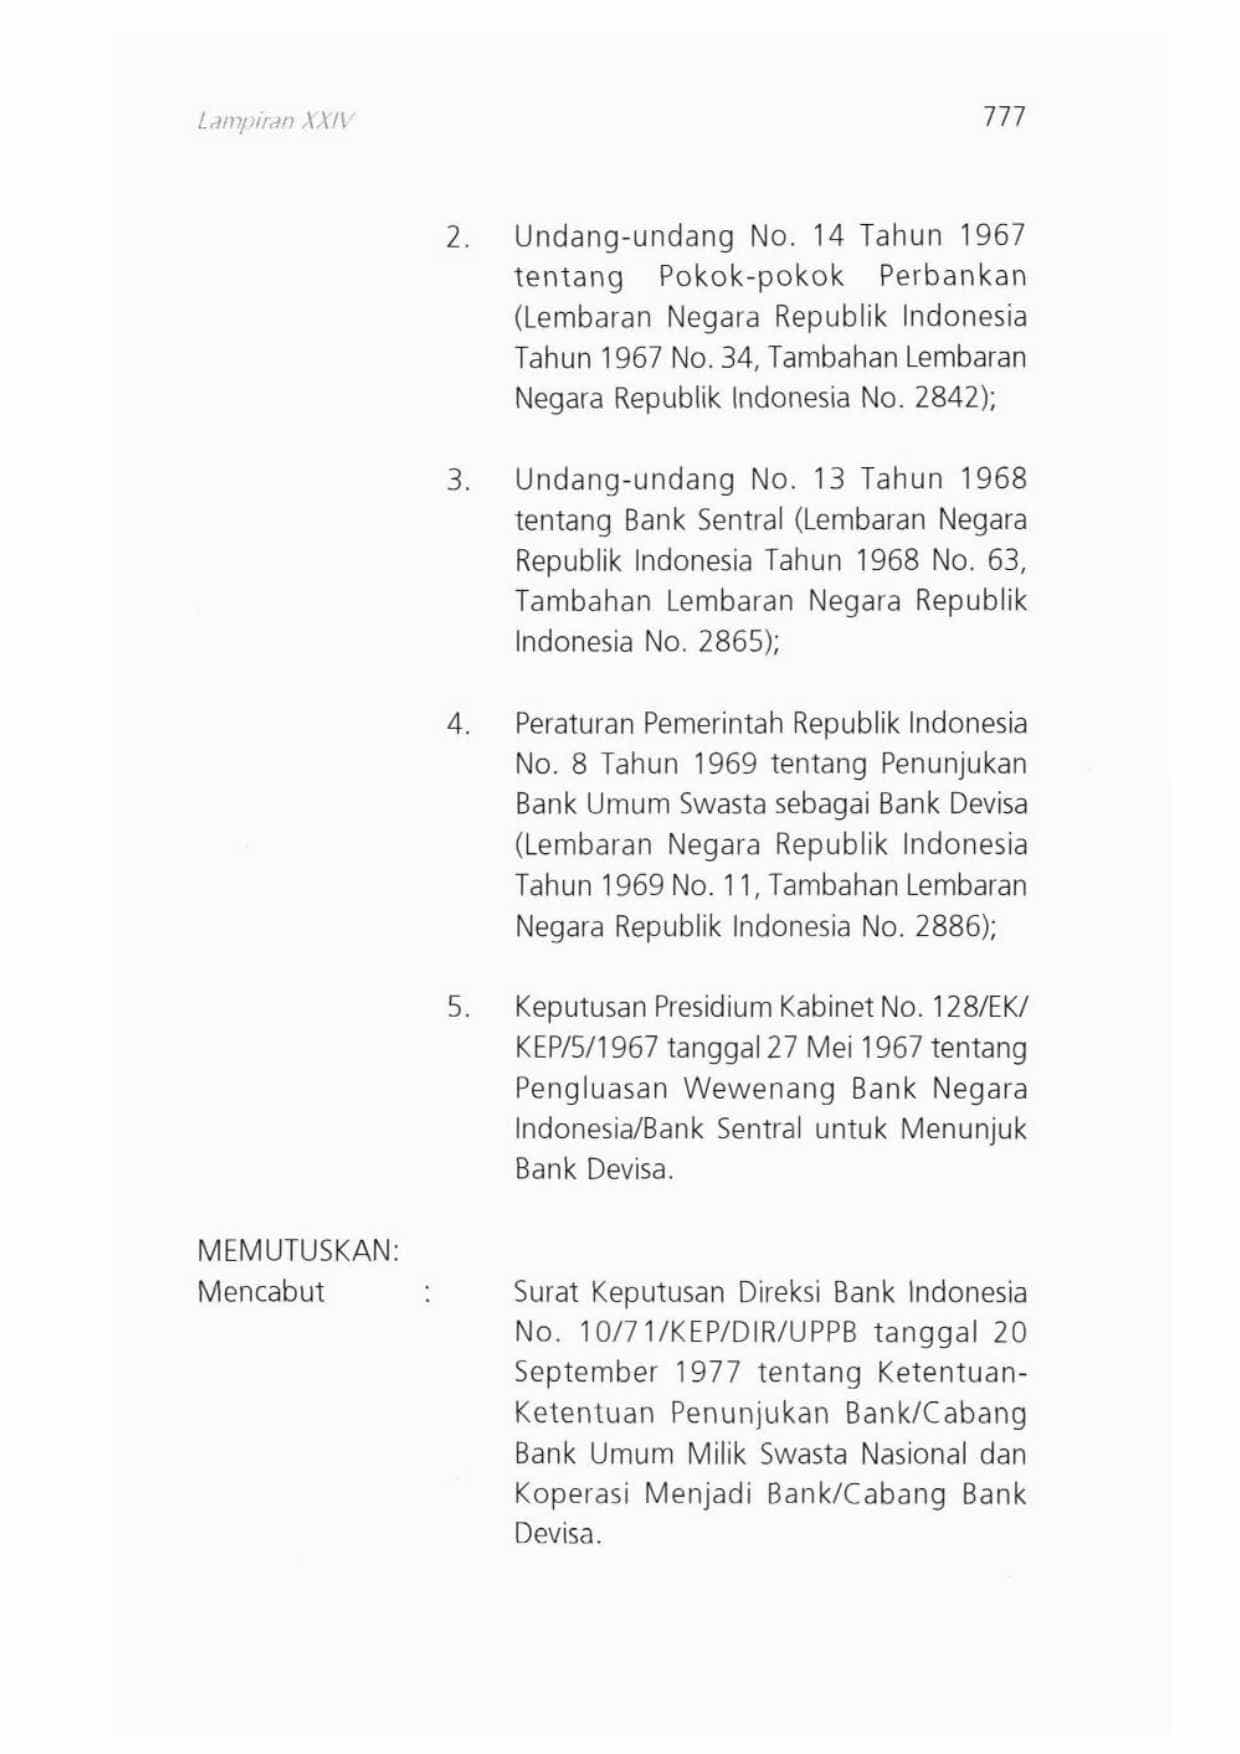 Lampiran XXIV 777
2. Undang-undang No. 14 Tahun 1967
tentang Pokok-pokok Perbankan
(Lembaran Negara Republik Indonesia
Tahun 1967 No. 34, Tambahan Lembaran
Negara Republik Indonesia No. 2842);
3. Undang-undang No. 13 Tahun 1968
tentang Bank Sentral (Lembaran Negara
Republik Indonesia Tahun 1968 No. 63,
Tambahan Lembaran Negara Republik
Indonesia No. 2865);
4. Peraturan Pemerintah Republik Indonesia
No. 8 Tahun 1969 tentang Penunjukan
Bank Umum Swasta sebagai Bank Devisa
(Lembaran Negara Republik Indonesia
Tahun 1969 No. 11, Tambahan Lembaran
Negara Republik Indonesia No. 2886);
5. Keputusan Presidium Kabinet No. 128/EK/
KEP/5/1967 tanggal 27 Mei 1967 tentang
Pengluasan Wewenang Bank Negara
Indonesia/Bank Sentral untuk Menunjuk
Bank Devisa.
MEMUTUSKAN:
Mencabut : Surat Keputusan Direksi Bank Indonesia
No. 10/71/KEP/DIR/UPPB tanggal 20
September 1977 tentang Ketentuan-
Ketentuan Penunjukan Bank/Cabang
Bank Umum Milik Swasta Nasional dan
Koperasi Menjadi Bank/Cabang Bank
Devisa.